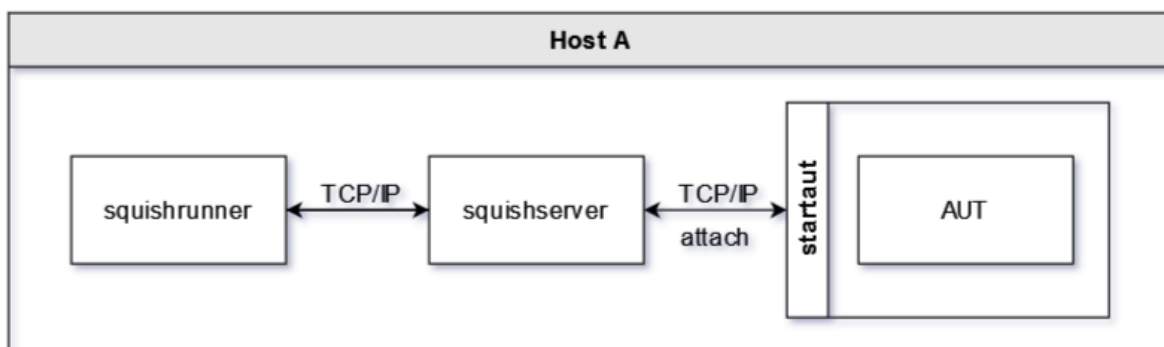 Host A
squishrunner
TCP/IP
squishserver
TCP/IP
attach
startaut
AUT